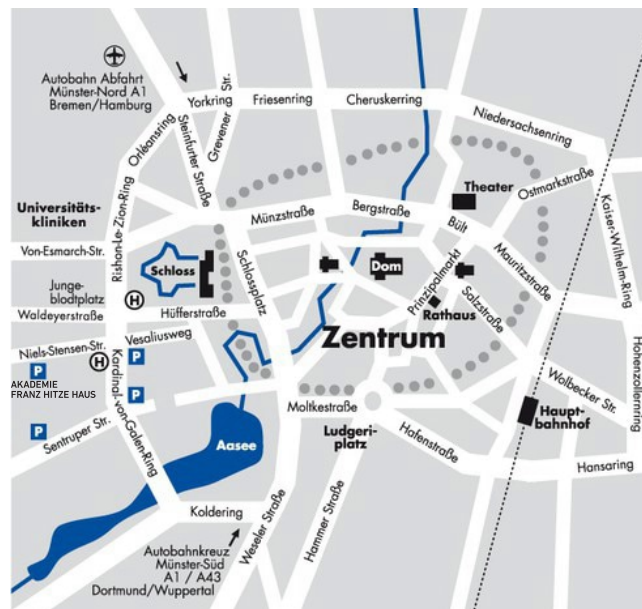 Autobahn Abfahrt
Münster-Nord A1
Bremen/Hamburg
Yorkring
Friesenring
Cheruskerring
Niedersachsenring
Orléansring
Steinfurter Straße
Grevener Str.
Theater
Ostmarkstraße
Universitäts-
kliniken
Rishon-Le-Zion-Ring
Münzstraße
Bergstraße
Bült
Kaiser-Wilhelm-Ring
Von-Esmarch-Str.
Schloss
Schlossplatz
Dom
Prinzipalmarkt
Mauritzstraße
Junge-
blodtplatz
H
Waldeyerstraße
Hüfferstraße
Rathaus
Salzstraße
Zentrum
Niels-Stensen-Str.
Vesaliusweg
H
P
P
AKADEMIE
FRANZ HITZE HAUS
P
P
Kardinal-von-Galen-Ring
Hohenzollernring
Wolbecker Str.
Moltkestraße
Haupt-
bahnhof
Sentruper Str.
Aasee
Ludgeri-
platz
Hafenstraße
Hansaring
Koldering
Weseler Straße
Hammer Straße
Autobahnkreuz
Münster-Süd
A1 / A43
Dortmund/Wuppertal